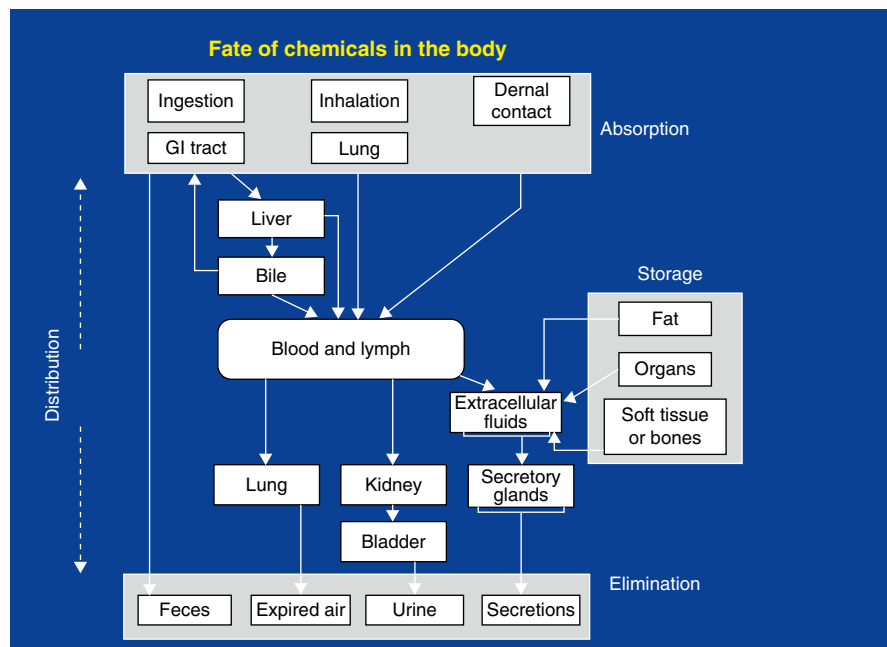 Fate of chemicals in the body
Ingestion
Inhalation
Dernal
contact
GI tract
Lung
Absorption
Liver
Bile
Storage
Fat
Blood and lymph
Organs
Distribution
Extracellular
fluids
Soft tissue
or bones
Lung
Kidney
Secretory
glands
Bladder
Elimination
Feces
Expired air
Urine
Secretions